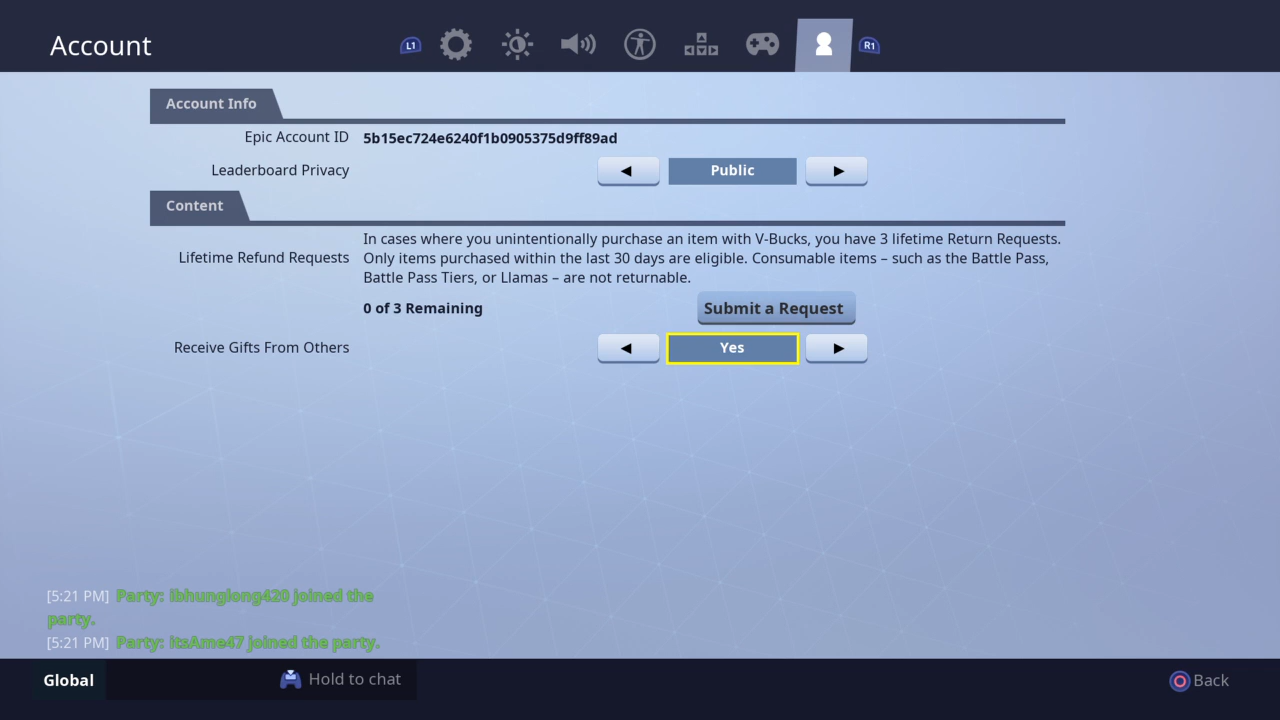 Account
L1
R1
Account Info
Epic Account ID 5b15ec724e6240f1b0905375d9ff89ad
Leaderboard Privacy Public
Content
In cases where you unintentionally purchase an item with V-Bucks, you have 3 lifetime Return Requests.
Lifetime Refund Requests Only items purchased within the last 30 days are eligible. Consumable items – such as the Battle Pass,
Battle Pass Tiers, or Llamas – are not returnable.
0 of 3 Remaining Submit a Request
Receive Gifts From Others Yes
[5:21 PM] Party: ibhunglong420 joined the
party.
[5:21 PM] Party: itsAme47 joined the party.
Global Hold to chat Back